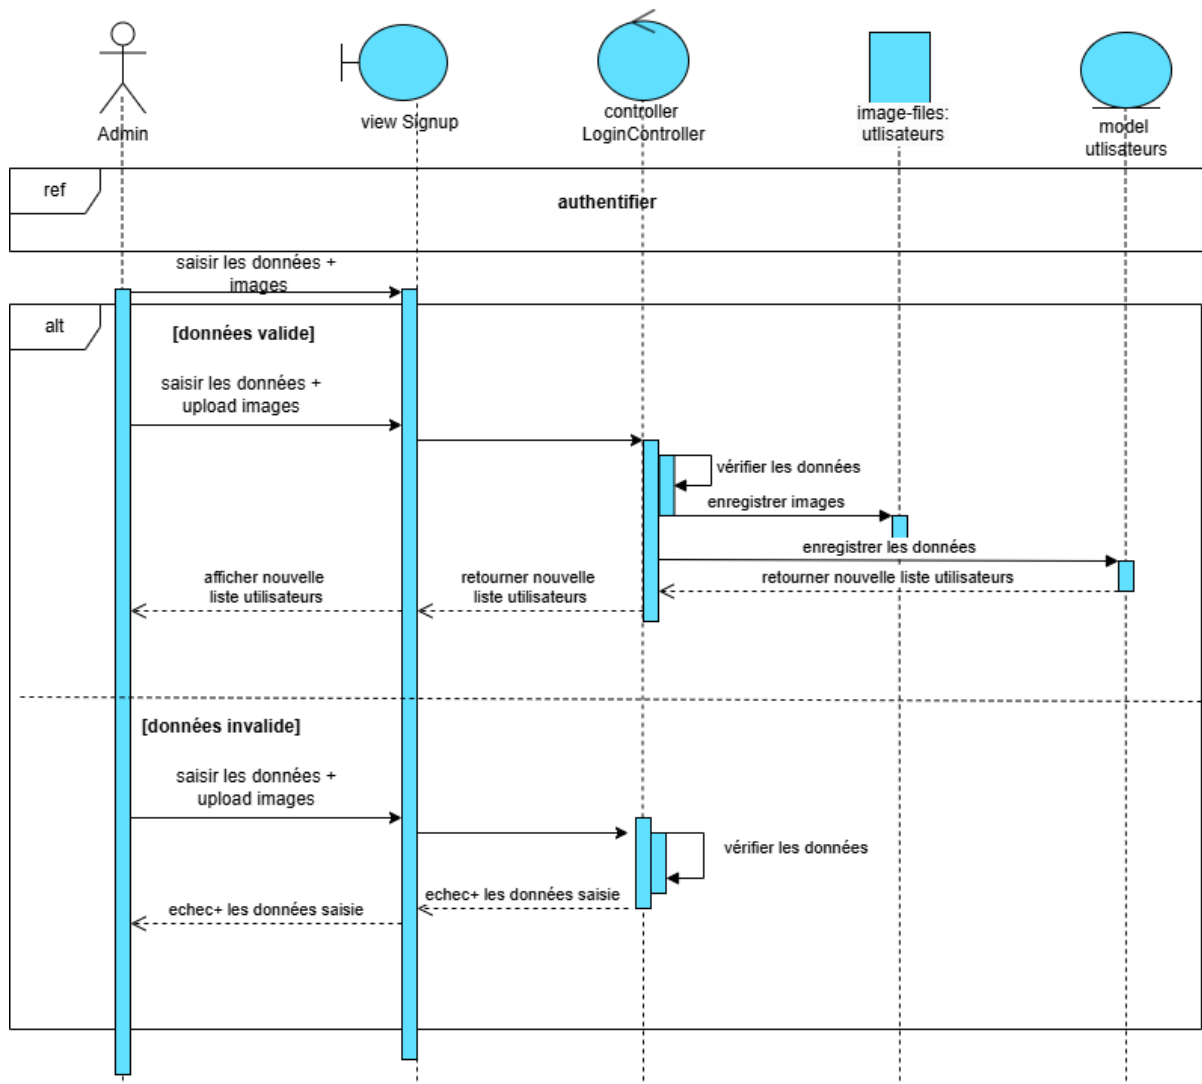 Admin
view Signup
controller
LoginController
image-files:
utlisateurs
model
utlisateurs
ref
authentifier
saisir les données +
images
alt
[données valide]
saisir les données +
upload images
vérifier les données
enregistrer images
enregistrer les données
afficher nouvelle
liste utilisateurs
retourner nouvelle
liste utilisateurs
retourner nouvelle liste utilisateurs
[données invalide]
saisir les données +
upload images
vérifier les données
echec+ les données saisie
echec+ les données saisie